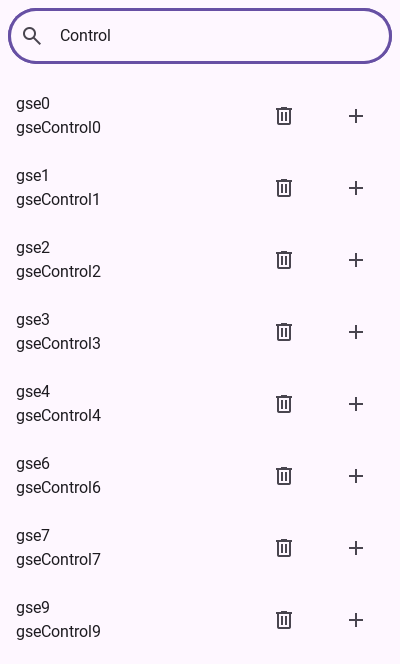 Control
gse0
gseControl0
gse1
gseControl1
gse2
gseControl2
gse3
gseControl3
gse4
gseControl4
gse6
gseControl6
gse7
gseControl7
gse9
gseControl9